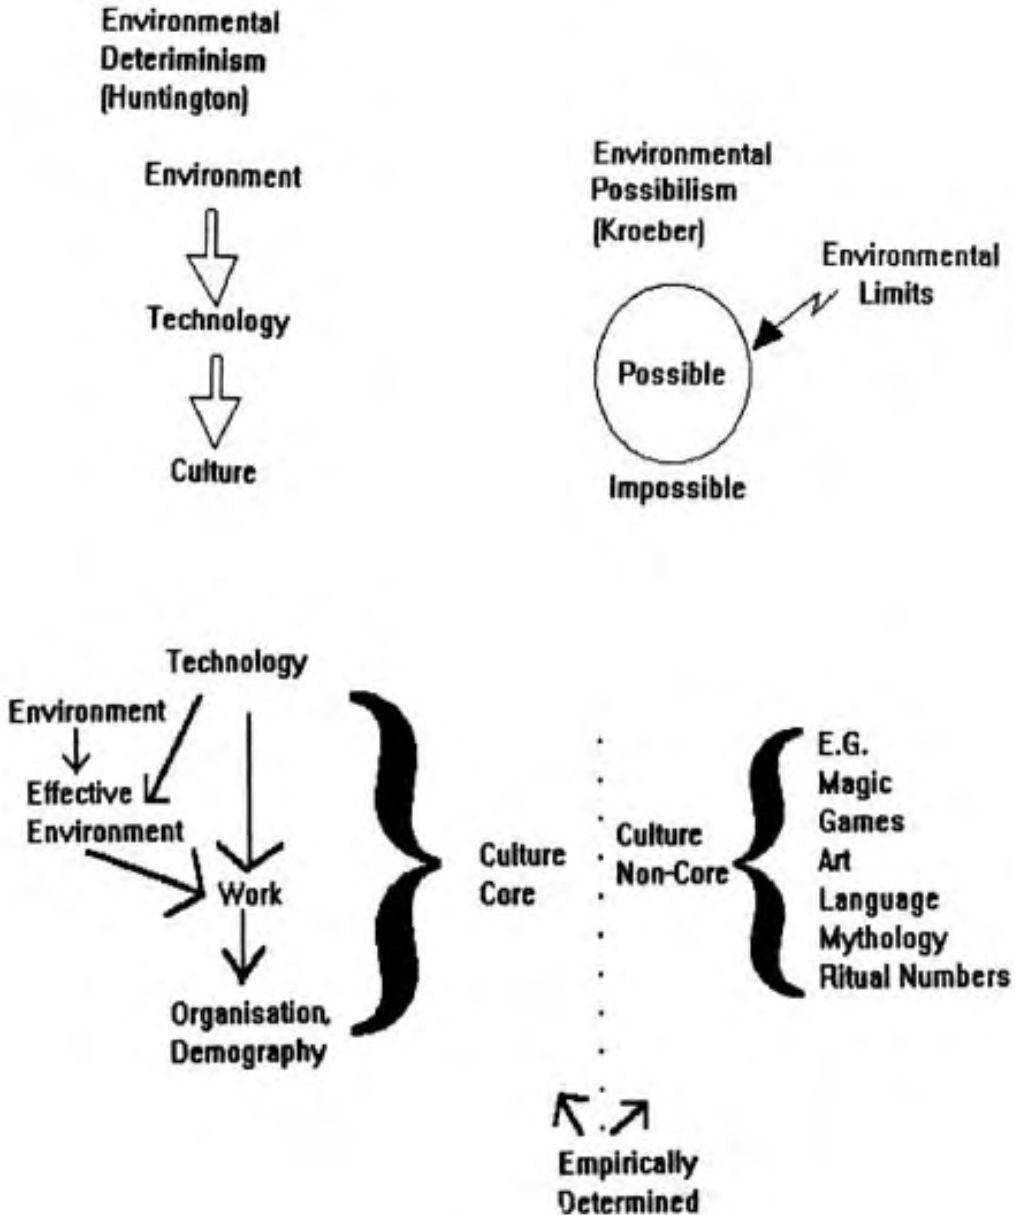 Environmental
Deteriminism
(Huntington)
Environment
Technology
Culture
Environmental
Possibilism
(Kroeber)
Environmental
Limits
Possible
Impossible
Technology
Environment
Effective
Environment
Work
Organisation,
Demography
Culture
Core
Culture
Non-Core
E.G.
Magic
Games
Art
Language
Mythology
Ritual Numbers
Empirically
Determined